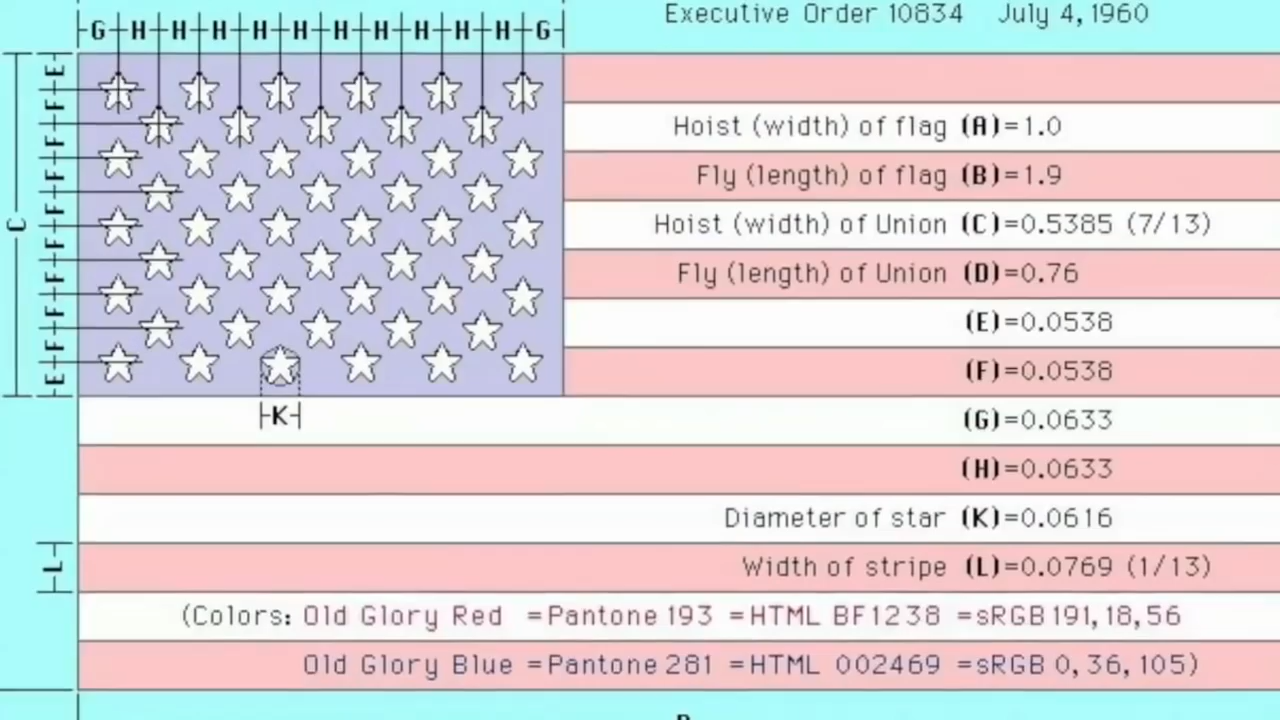 Executive Order 10834 July 4, 1960
G H H H H H H H H H H G
E
F
F
F
F
F
F
F
F
E
C
Hoist (width) of flag (A)=1.0
Fly (length) of flag (B)=1.9
Hoist (width) of Union (C)=0.5385 (7/13)
Fly (length) of Union (D)=0.76
(E)=0.0538
(F)=0.0538
K
(G)=0.0633
(H)=0.0633
Diameter of star (K)=0.0616
L
Width of stripe (L)=0.0769 (1/13)
(Colors: Old Glory Red =Pantone 193 =HTML BF1238 =sRGB 191, 18, 56
Old Glory Blue =Pantone 281 =HTML 002469 =sRGB 0, 36, 105)